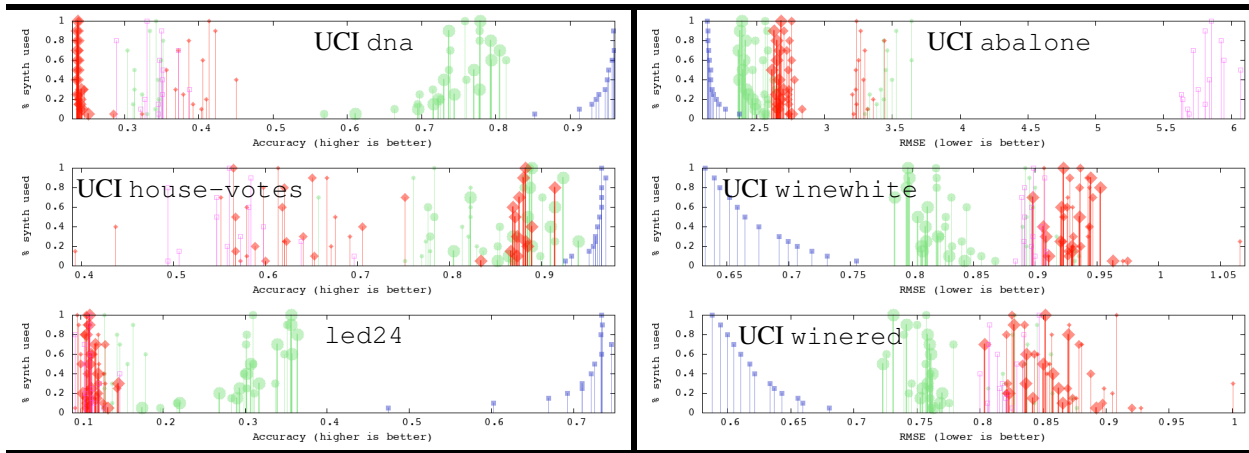 UCI dna
% synth used
1
0.8
0.6
0.4
0.2
0
0.3 0.4 0.5 0.6 0.7 0.8 0.9
Accuracy (higher is better)
UCI house-votes
% synth used
1
0.8
0.6
0.4
0.2
0
0.4 0.5 0.6 0.7 0.8 0.9
Accuracy (higher is better)
led24
% synth used
1
0.8
0.6
0.4
0.2
0
0.1 0.2 0.3 0.4 0.5 0.6 0.7
Accuracy (higher is better)
UCI abalone
% synth used
1
0.8
0.6
0.4
0.2
0
2.5 3 3.5 4 4.5 5 5.5 6
RMSE (lower is better)
UCI winewhite
% synth used
1
0.8
0.6
0.4
0.2
0
0.65 0.7 0.75 0.8 0.85 0.9 0.95 1 1.05
RMSE (lower is better)
UCI winered
% synth used
1
0.8
0.6
0.4
0.2
0
0.6 0.65 0.7 0.75 0.8 0.85 0.9 0.95 1
RMSE (lower is better)